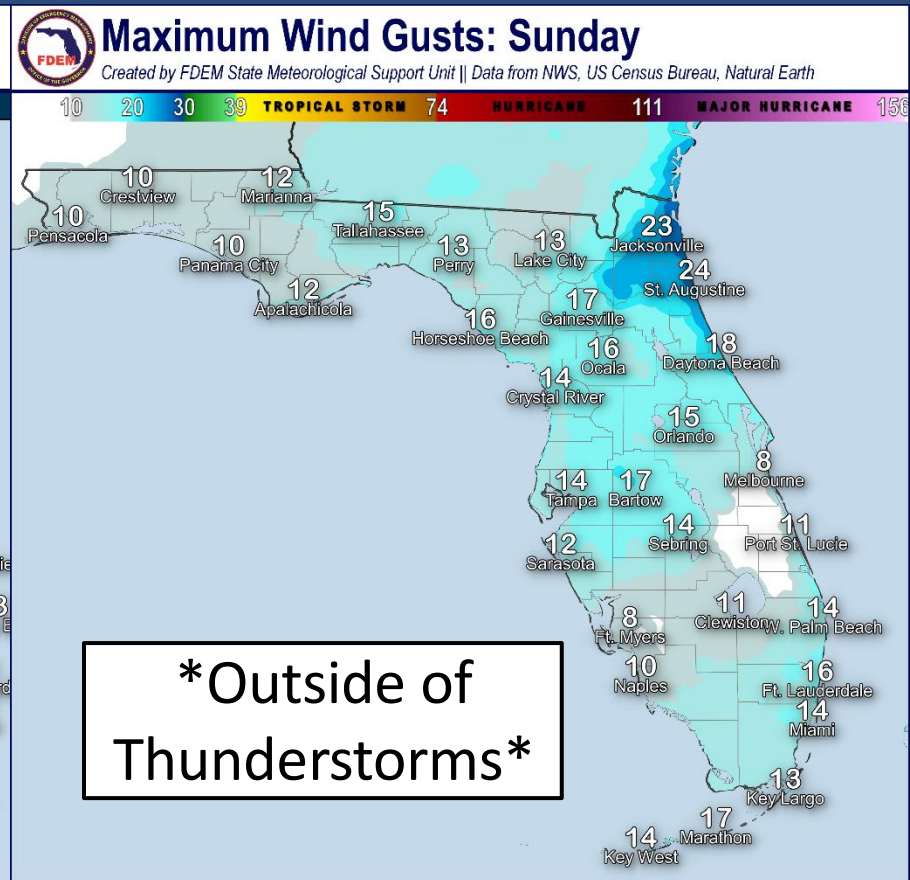 Maximum Wind Gusts: Sunday
Created by FDEM State Meteorological Support Unit || Data from NWS, US Census Bureau, Natural Earth
FDEM
10 20 30 39 TROPICAL STORM 74 HURRICANE 111 MAJOR HURRICANE 156
10
Crestview
12
Marianna
10
Pensacola
15
Tallahassee
10
Panama City
13
Perry
13
Lake City
23
Jacksonville
24
St. Augustine
12
Apalachicola
17
Gainesville
16
Horseshoe Beach
16
Ocala
18
Daytona Beach
14
Crystal River
15
Orlando
8
Melbourne
14
Tampa
17
Bartow
14
Sebring
11
Port St. Lucie
12
Sarasota
8
Ft. Myers
11
Clewiston
14
W. Palm Beach
10
Naples
16
Ft. Lauderdale
14
Miami
13
Key Largo
17
Marathon
14
Key West
*Outside of
Thunderstorms*